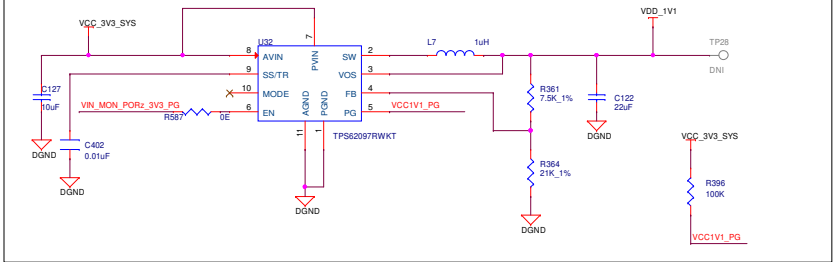 VCC_3V3_SYS
VDD_1V1
U32
7
PVIN
L7
1uH
TP28
DNI
8
AVIN
SW
2
9
SS/TR
VOS
3
10
MODE
FB
4
6
EN
PG
5
AGND
PGND
11
1
TPS62097RWKT
C127
10uF
DGND
VIN_MON_PORz_3V3_PG
R587
0E
C402
0.01uF
DGND
DGND
VCC1V1_PG
R361
7.5K_1%
C122
22uF
DGND
R364
21K_1%
DGND
VCC_3V3_SYS
R396
100K
VCC1V1_PG